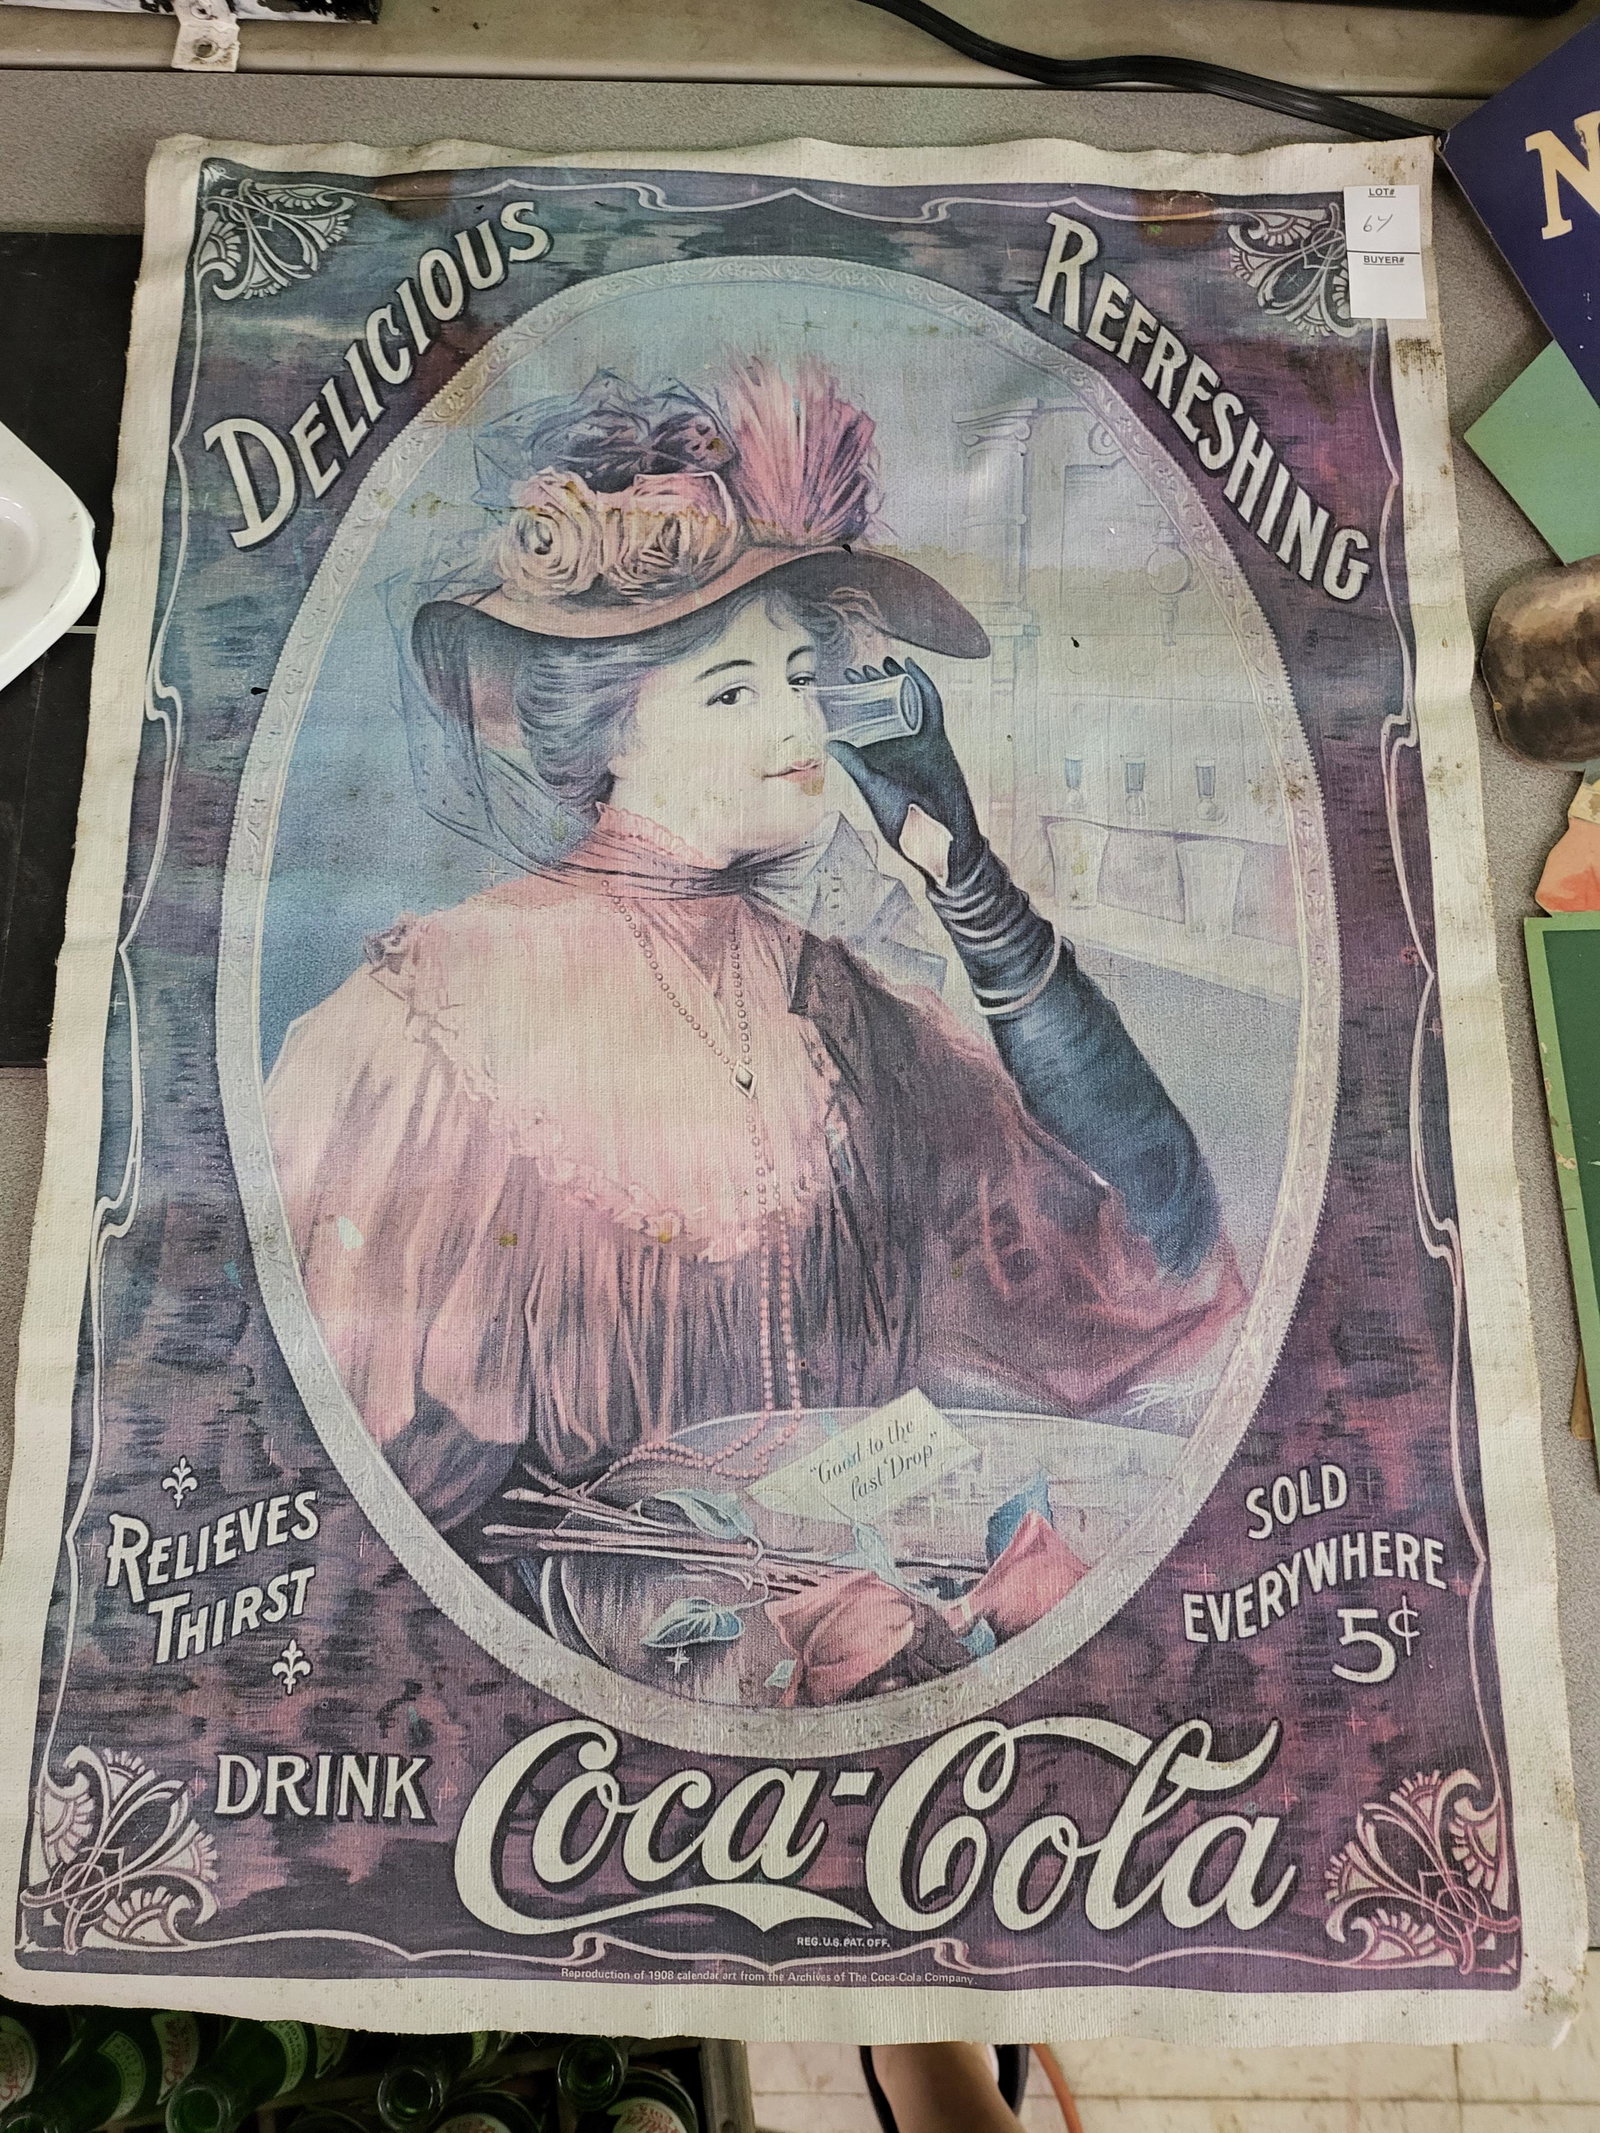 DELICIOUS
REFRESHING
LOT#
64
BUYER#
N
"Good to the
last Drop"
RELIEVES
THIRST
SOLD
EVERYWHERE
5¢
DRINK Coca-Cola
REG. U.S. PAT. OFF.
Reproduction of 1908 calendar art from the Archives of The Coca-Cola Company.